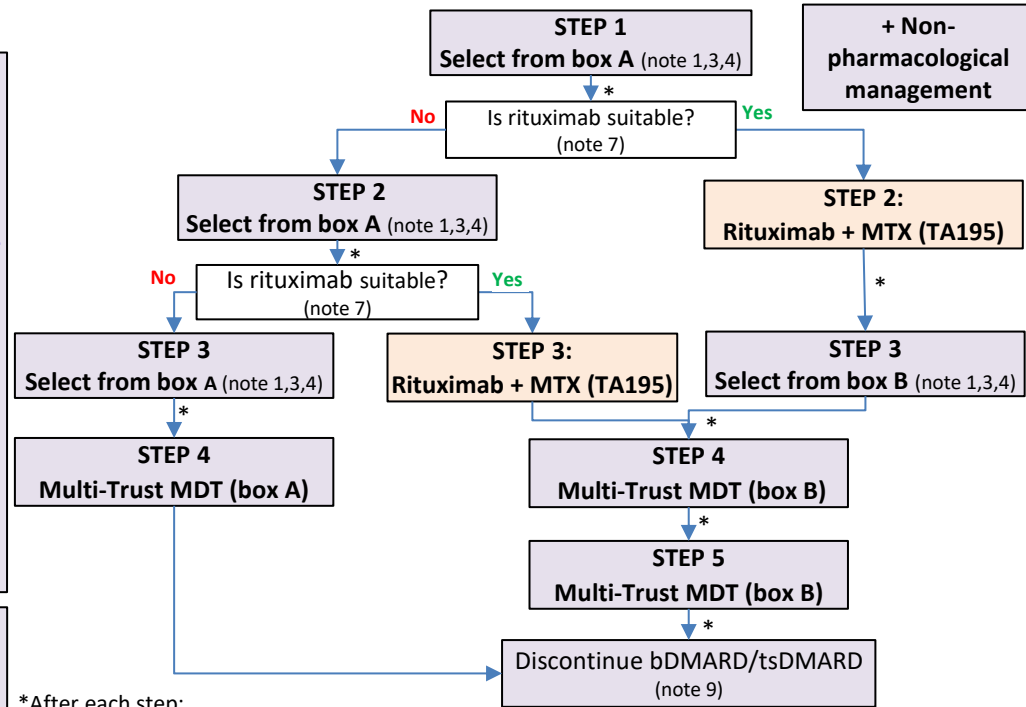 STEP 1
Select from box A (note 1,3,4)
+ Non-
pharmacological
management
*
No
Is rituximab suitable?
(note 7)
Yes
STEP 2
Select from box A (note 1,3,4)
STEP 2:
Rituximab + MTX (TA195)
*
*
No
Is rituximab suitable?
(note 7)
Yes
STEP 3
Select from box A (note 1,3,4)
STEP 3:
Rituximab + MTX (TA195)
STEP 3
Select from box B (note 1,3,4)
*
*
STEP 4
Multi-Trust MDT (box A)
STEP 4
Multi-Trust MDT (box B)
*
STEP 5
Multi-Trust MDT (box B)
*
Discontinue bDMARD/tsDMARD
(note 9)
*After each step: